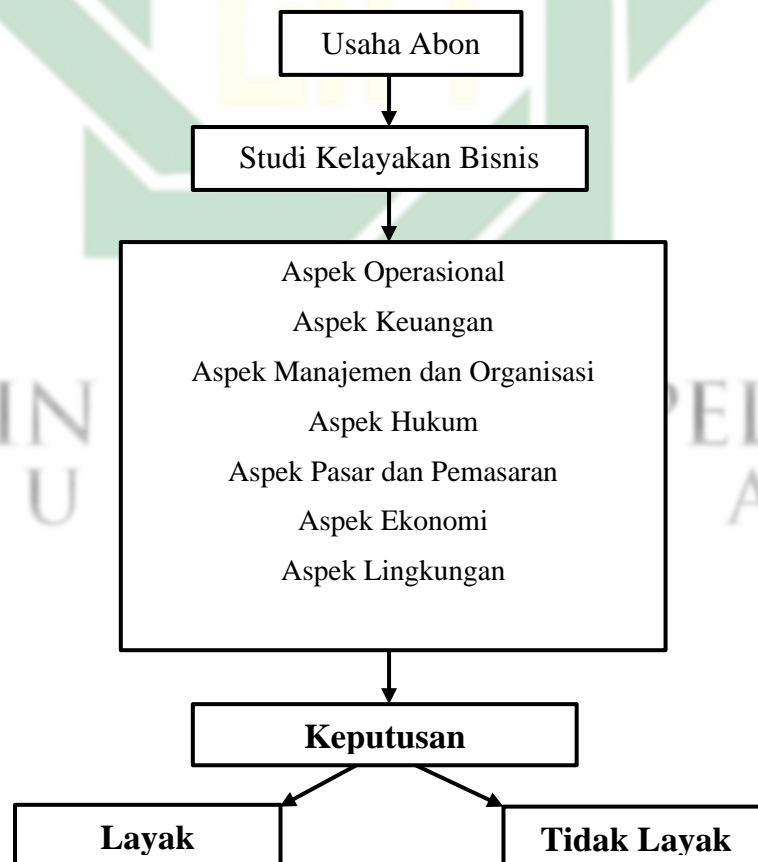 Usaha Abon
Studi Kelayakan Bisnis
Aspek Operasional
Aspek Keuangan
Aspek Manajemen dan Organisasi
Aspek Hukum
Aspek Pasar dan Pemasaran
Aspek Ekonomi
Aspek Lingkungan
Keputusan
Layak
Tidak Layak